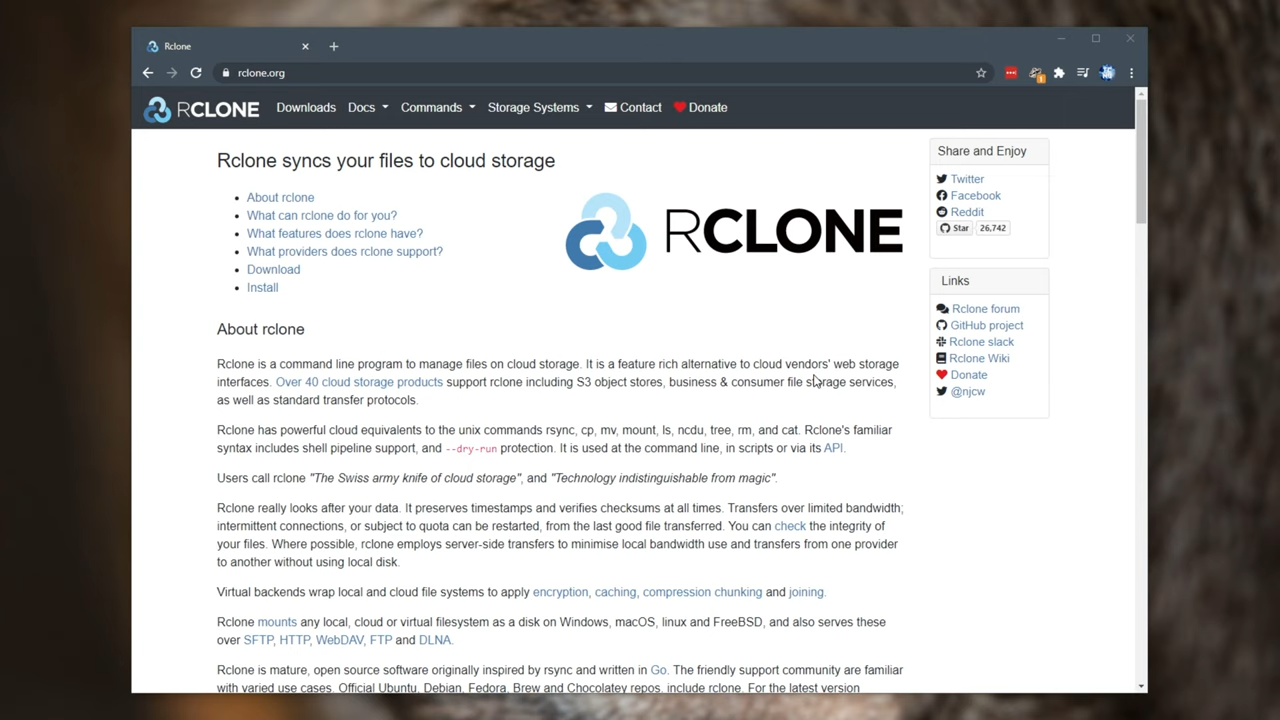 Rclone
rclone.org
1
RCLONE Downloads Docs Commands Storage Systems Contact Donate
Rclone syncs your files to cloud storage
About rclone
What can rclone do for you?
What features does rclone have?
What providers does rclone support?
Download
Install
RCLONE
About rclone
Rclone is a command line program to manage files on cloud storage. It is a feature rich alternative to cloud vendors' web storage
interfaces. Over 40 cloud storage products support rclone including S3 object stores, business & consumer file storage services,
as well as standard transfer protocols.
Rclone has powerful cloud equivalents to the unix commands rsync, cp, mv, mount, ls, ncdu, tree, rm, and cat. Rclone's familiar
syntax includes shell pipeline support, and --dry-run protection. It is used at the command line, in scripts or via its API.
Users call rclone "The Swiss army knife of cloud storage", and "Technology indistinguishable from magic".
Rclone really looks after your data. It preserves timestamps and verifies checksums at all times. Transfers over limited bandwidth;
intermittent connections, or subject to quota can be restarted, from the last good file transferred. You can check the integrity of
your files. Where possible, rclone employs server-side transfers to minimise local bandwidth use and transfers from one provider
to another without using local disk.
Virtual backends wrap local and cloud file systems to apply encryption, caching, compression chunking and joining.
Rclone mounts any local, cloud or virtual filesystem as a disk on Windows, macOS, linux and FreeBSD, and also serves these
over SFTP, HTTP, WebDAV, FTP and DLNA.
Rclone is mature, open source software originally inspired by rsync and written in Go. The friendly support community are familiar
with varied use cases. Official Ubuntu, Debian, Fedora, Brew and Chocolatey repos. include rclone. For the latest version
Share and Enjoy
Twitter
Facebook
Reddit
Star 26,742
Links
Rclone forum
GitHub project
Rclone slack
Rclone Wiki
Donate
@njcw